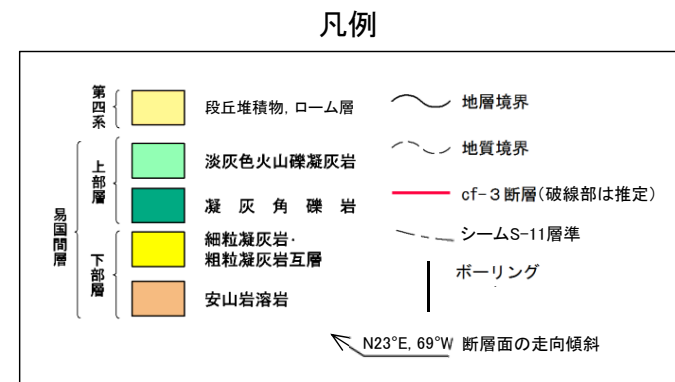 凡例
第四系
段丘堆積物, ローム層
易国間層
上部層
淡灰色火山礫凝灰岩
凝灰角礫岩
下部層
細粒凝灰岩・
粗粒凝灰岩互層
安山岩溶岩
地層境界
地質境界
cf-3断層(破線部は推定)
シームS-11層準
ボーリング
N23°E, 69°W 断層面の走向傾斜